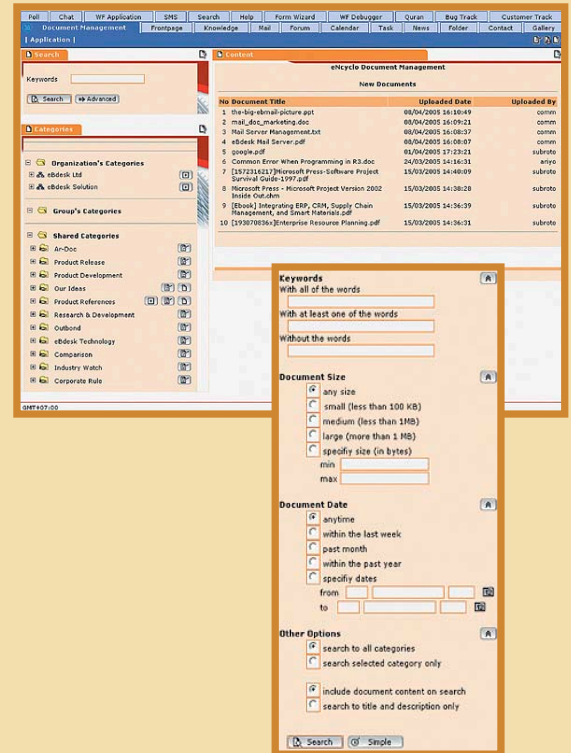 Poll Chat WF Application SMS Search Help Form Wizard WF Debugger Quran Bug Track Customer Track
Document Management Frontpage Knowledge Mail Forum Calendar Task News Folder Contact Gallery
| Application |
Search
Keywords
Search Advanced
Categories
Organization's Categories
eBdesk Ltd
eBdesk Solution
Group's Categories
Shared Categories
Ar-Doc
Product Release
Product Development
Our Ideas
Product References
Research & Development
Outbond
eBdesk Technology
Comparison
Industry Watch
Corporate Rule
GMT+07:00
Content
eNcyclo Document Management
New Documents
No Document Title Uploaded Date Uploaded By
1 the-big-ebmail-picture.ppt 08/04/2005 16:10:49 comm
2 mail_doc_marketing.doc 08/04/2005 16:09:21 comm
3 Mail Server Management.txt 08/04/2005 16:08:37 comm
4 eBdesk Mail Server.pdf 08/04/2005 16:08:07 comm
5 google.pdf 01/04/2005 17:23:21 subroto
6 Common Error When Programming in R3.doc 24/03/2005 14:16:31 ariyo
7 [1572316217]Microsoft Press-Software Project 15/03/2005 14:40:09 subroto
Survival Guide-1997.pdf
8 Microsoft Press - Microsoft Project Version 2002 15/03/2005 14:38:28 subroto
Inside Out.chm
9 [Ebook] Integrating ERP, CRM, Supply Chain 15/03/2005 14:36:39 subroto
Management, and Smart Materials.pdf
10 [193070836x]Enterprise Resource Planning.pdf 15/03/2005 14:36:31 subroto
Keywords
With all of the words
With at least one of the words
Without the words
Document Size
any size
small (less than 100 KB)
medium (less than 1MB)
large (more than 1 MB)
specifiy size (in bytes)
min
max
Document Date
anytime
within the last week
past month
within the past year
specifiy dates
from
to
Other Options
search to all categories
search selected category only
include document content on search
search to title and description only
Search Simple